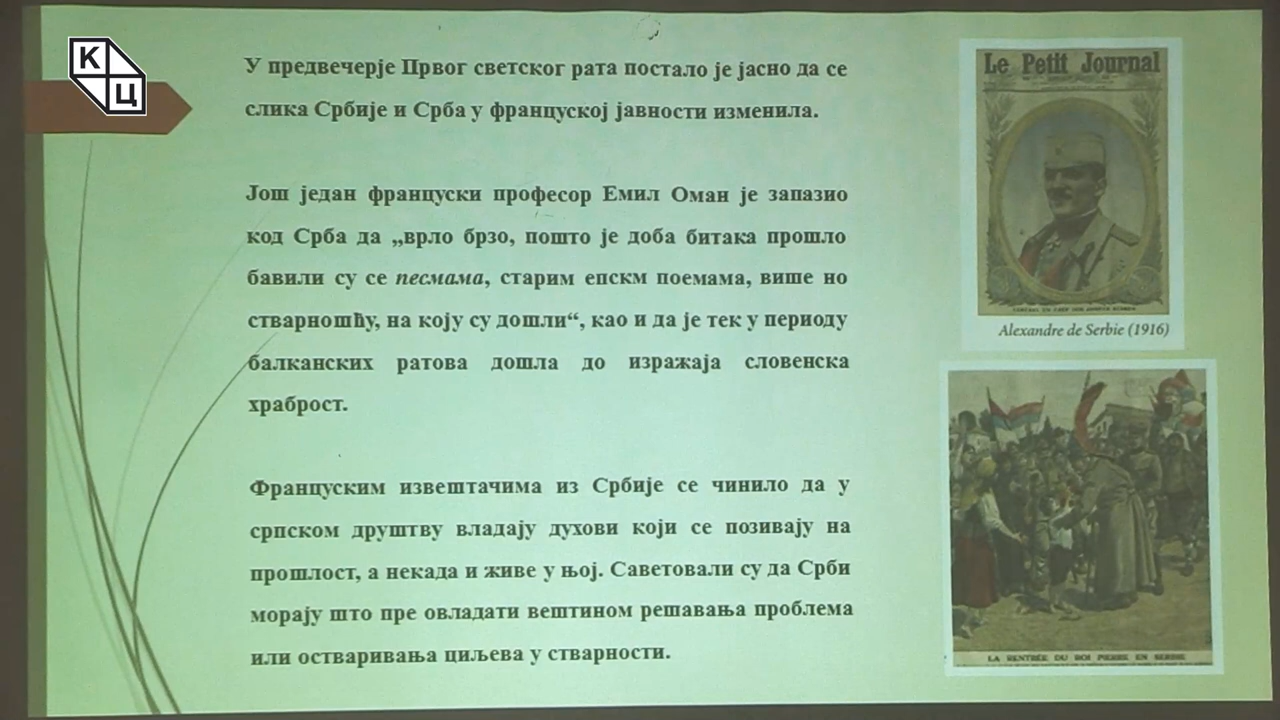 К
Ц
У предвечерје Првог светског рата постало је јасно да се
слика Србије и Срба у француској јавности изменила.
Још један француски професор Емил Оман је запазио
код Срба да „врло брзо, пошто је доба битака прошло
бавили су се песмама, старим епскм поемама, више но
стварношћу, на коју су дошли“, као и да је тек у периоду
балканских ратова дошла до изражаја словенска
храброст.
Француским извештачима из Србије се чинило да у
српском друштву владају духови који се позивају на
прошлост, а некада и живе у њој. Саветовали су да Срби
морају што пре овладати вештином решавања проблема
или остваривања циљева у стварности.
Le Petit Journal
Alexandre de Serbie (1916)
LA RENTRÉE DU ROI PIERRE EN SERBIE